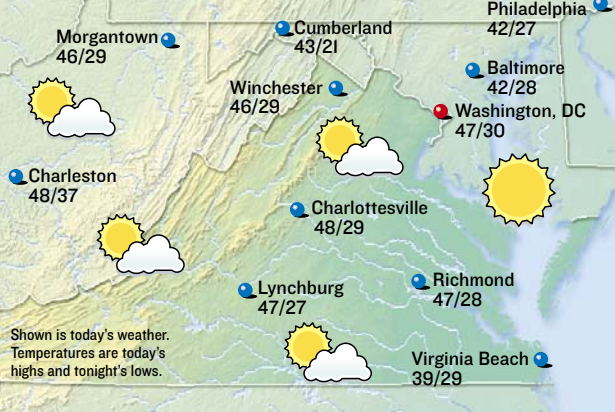 Philadelphia
42/27
Cumberland
43/21
Morgantown
46/29
Baltimore
42/28
Winchester
46/29
Washington, DC
47/30
Charleston
48/37
Charlottesville
48/29
Richmond
47/28
Lynchburg
47/27
Shown is today's weather.
Temperatures are today's
highs and tonight's lows.
Virginia Beach
39/29